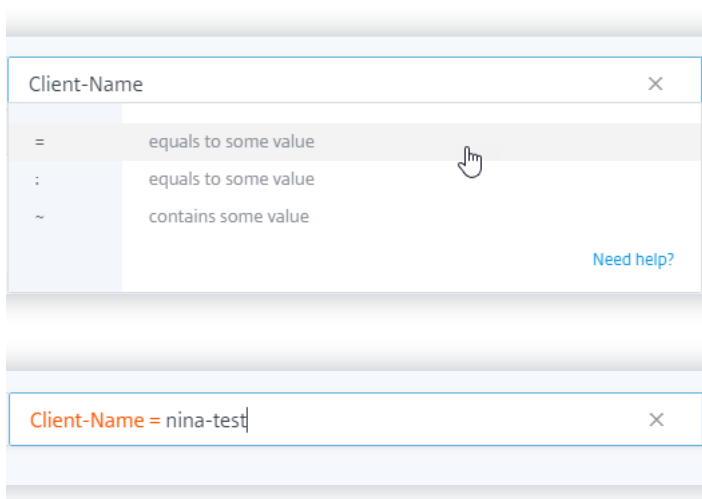 Client-Name ×
= equals to some value
: equals to some value
~ contains some value
Need help?
Client-Name = nina-test ×